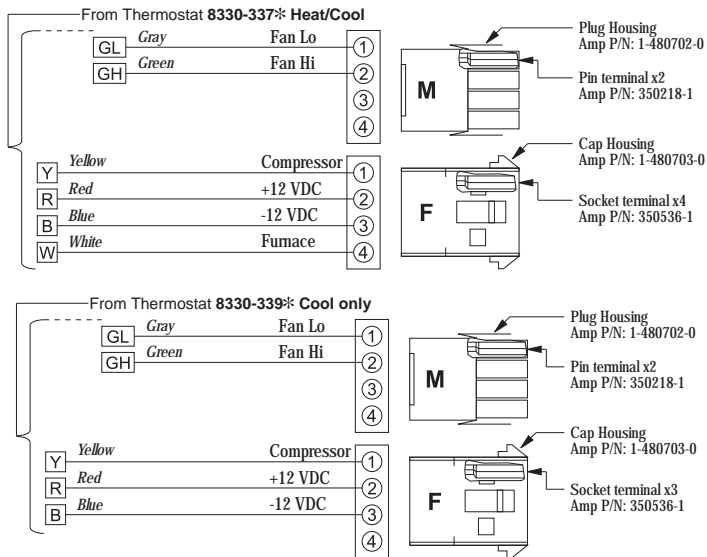 From Thermostat 8330-337* Heat/Cool
GL Gray Fan Lo 1
GH Green Fan Hi 2
3
4
Plug Housing
Amp P/N: 1-480702-0
M
Pin terminal x2
Amp P/N: 350218-1
Y Yellow Compressor 1
R Red +12 VDC 2
B Blue -12 VDC 3
W White Furnace 4
Cap Housing
Amp P/N: 1-480703-0
F
Socket terminal x4
Amp P/N: 350536-1
From Thermostat 8330-339* Cool only
GL Gray Fan Lo 1
GH Green Fan Hi 2
3
4
Plug Housing
Amp P/N: 1-480702-0
M
Pin terminal x2
Amp P/N: 350218-1
Y Yellow Compressor 1
R Red +12 VDC 2
B Blue -12 VDC 3
4
Cap Housing
Amp P/N: 1-480703-0
F
Socket terminal x3
Amp P/N: 350536-1